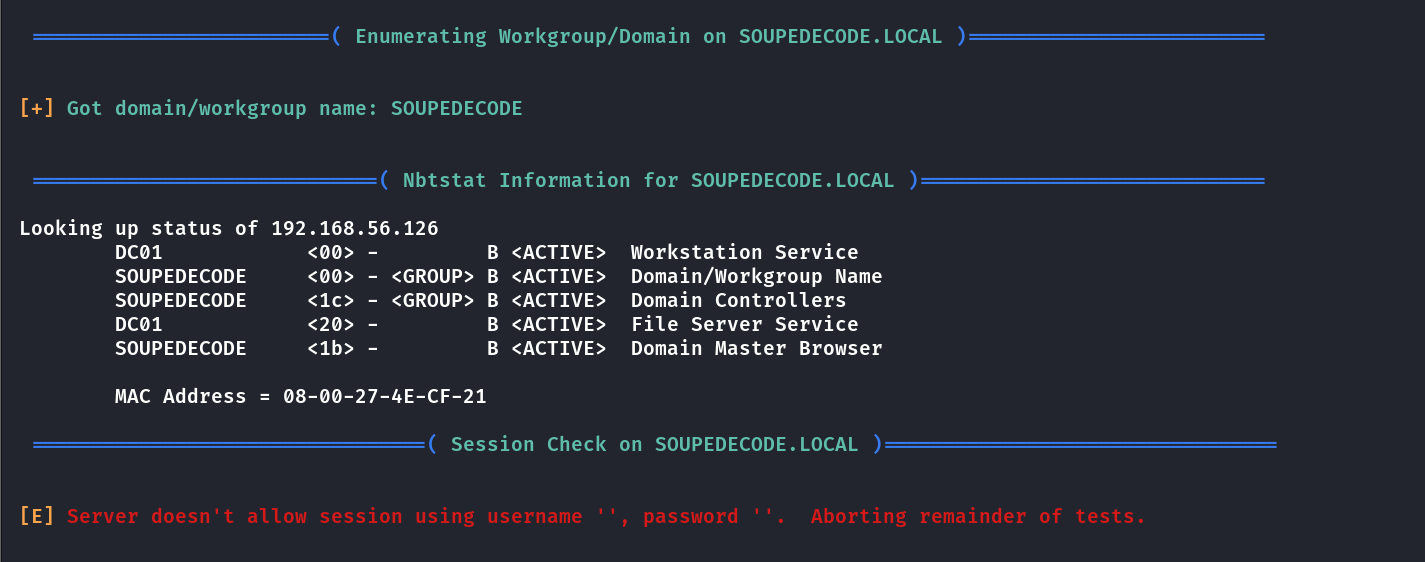 ==========================( Enumerating Workgroup/Domain on SOUPEDECODE.LOCAL )==========================
[+] Got domain/workgroup name: SOUPEDECODE
==============================( Nbtstat Information for SOUPEDECODE.LOCAL )==============================
Looking up status of 192.168.56.126
        DC01            <00> -         B <ACTIVE>  Workstation Service
        SOUPEDECODE     <00> - <GROUP> B <ACTIVE>  Domain/Workgroup Name
        SOUPEDECODE     <1c> - <GROUP> B <ACTIVE>  Domain Controllers
        DC01            <20> -         B <ACTIVE>  File Server Service
        SOUPEDECODE     <1b> -         B <ACTIVE>  Domain Master Browser
        MAC Address = 08-00-27-4E-CF-21
==================================( Session Check on SOUPEDECODE.LOCAL )==================================
[E] Server doesn't allow session using username '', password ''.  Aborting remainder of tests.